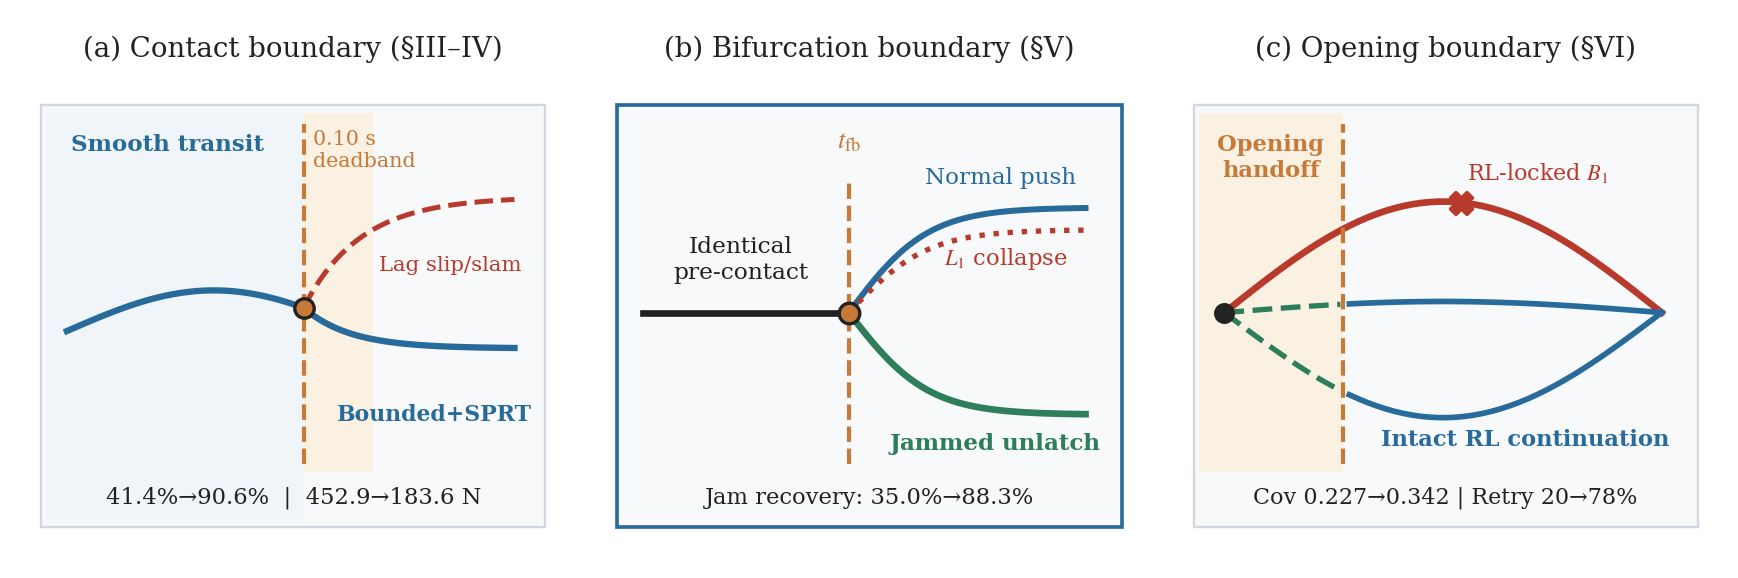 (a) Contact boundary (§III–IV)
Smooth transit
0.10 s
deadband
Lag slip/slam
Bounded+SPRT
41.4%→90.6% | 452.9→183.6 N
(b) Bifurcation boundary (§V)
t_fb
Normal push
Identical
pre-contact
L₁ collapse
Jammed unlatch
Jam recovery: 35.0%→88.3%
(c) Opening boundary (§VI)
Opening
handoff
RL-locked B₁
Intact RL continuation
Cov 0.227→0.342 | Retry 20→78%